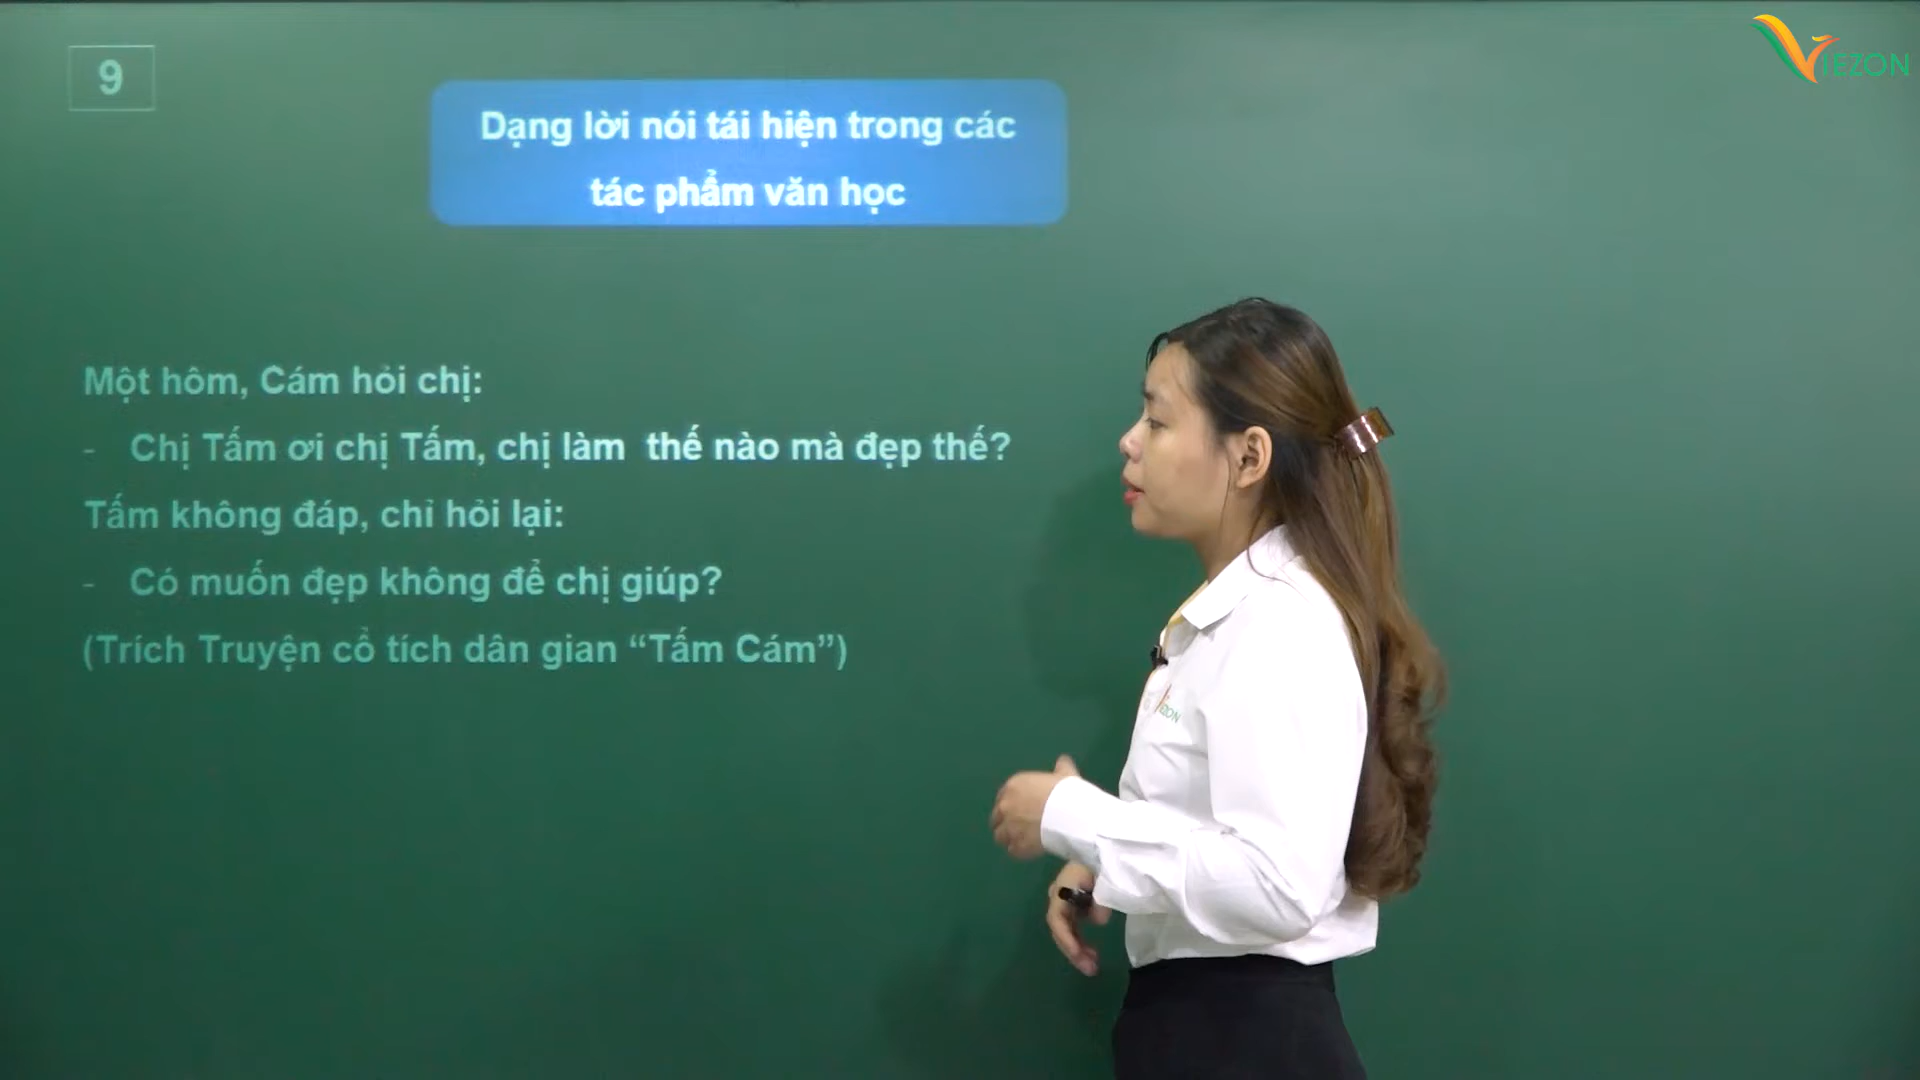 9
VIEZON
Dạng lời nói tái hiện trong các
tác phẩm văn học
Một hôm, Cám hỏi chị:
- Chị Tấm ơi chị Tấm, chị làm thế nào mà đẹp thế?
Tấm không đáp, chỉ hỏi lại:
- Có muốn đẹp không để chị giúp?
(Trích Truyện cổ tích dân gian “Tấm Cám”)
VIEZON